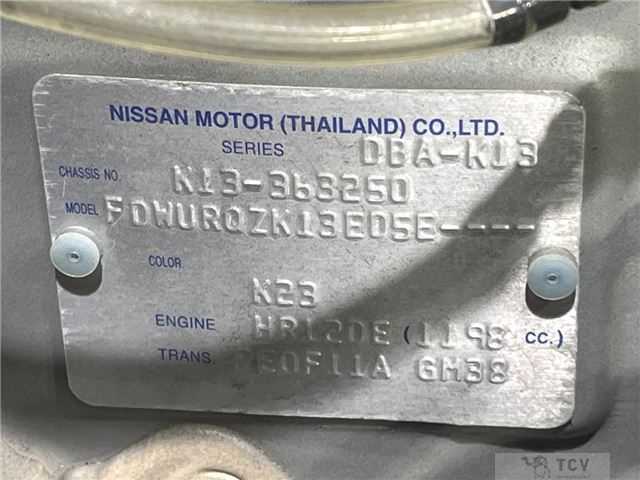 NISSAN MOTOR (THAILAND) CO.,LTD.
SERIES DBA-K13
CHASSIS NO. K13-363250
MODEL FDWURQZK13ED5E----
COLOR
K23
ENGINE HR12DE (1198 cc.)
TRANS. RE0F11A GM38
TCV